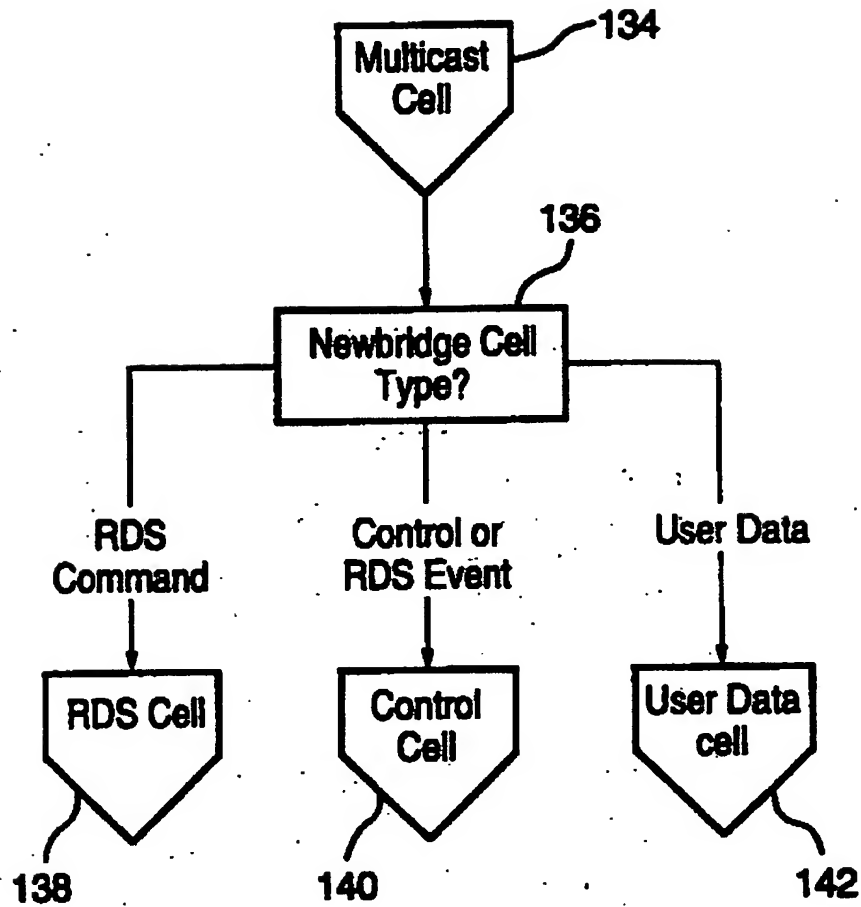 134
Multicast
Cell
136
Newbridge Cell
Type?
RDS
Command
Control or
RDS Event
User Data
RDS Cell
Control
Cell
User Data
cell
138
140
142